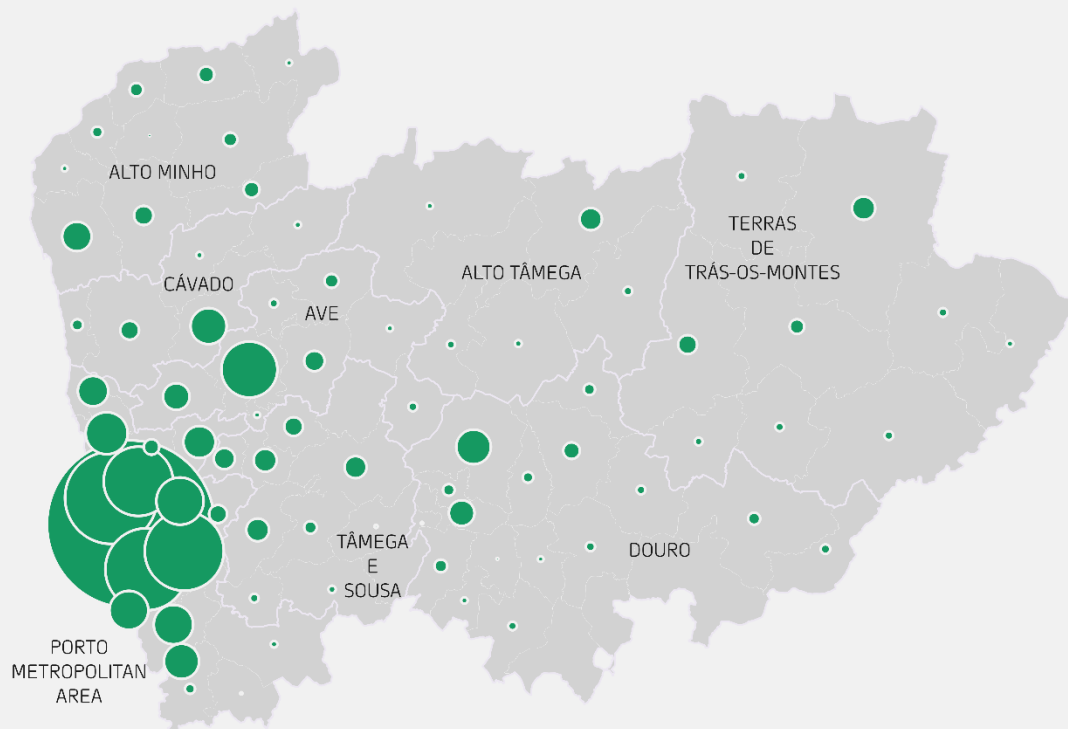 ALTO MINHO
CÁVADO
AVE
ALTO TÂMEGA
TERRAS
DE
TRÁS-OS-MONTES
TÂMEGA
E
SOUSA
DOURO
PORTO
METROPOLITAN
AREA